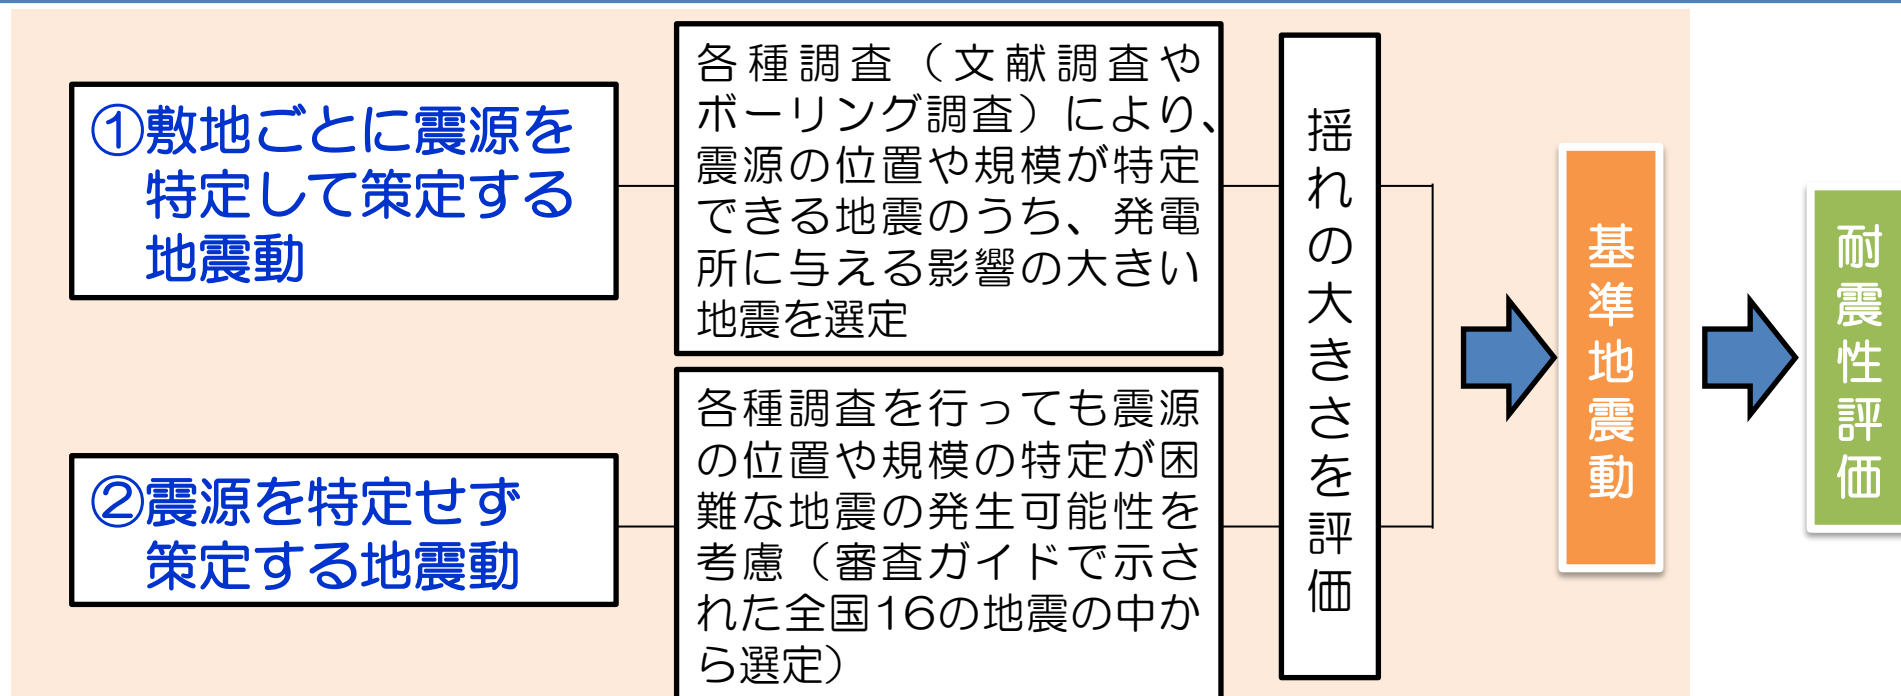 ①敷地ごとに震源を
特定して策定する
地震動
各種調査（文献調査や
ボーリング調査）により、
震源の位置や規模が特定
できる地震のうち、発電
所に与える影響の大きい
地震を選定
②震源を特定せず
策定する地震動
各種調査を行っても震源
の位置や規模の特定が困
難な地震の発生可能性を
考慮（審査ガイドで示さ
れた全国16の地震の中か
ら選定）
揺れの大きさを評価
基準地震動
耐震性評価